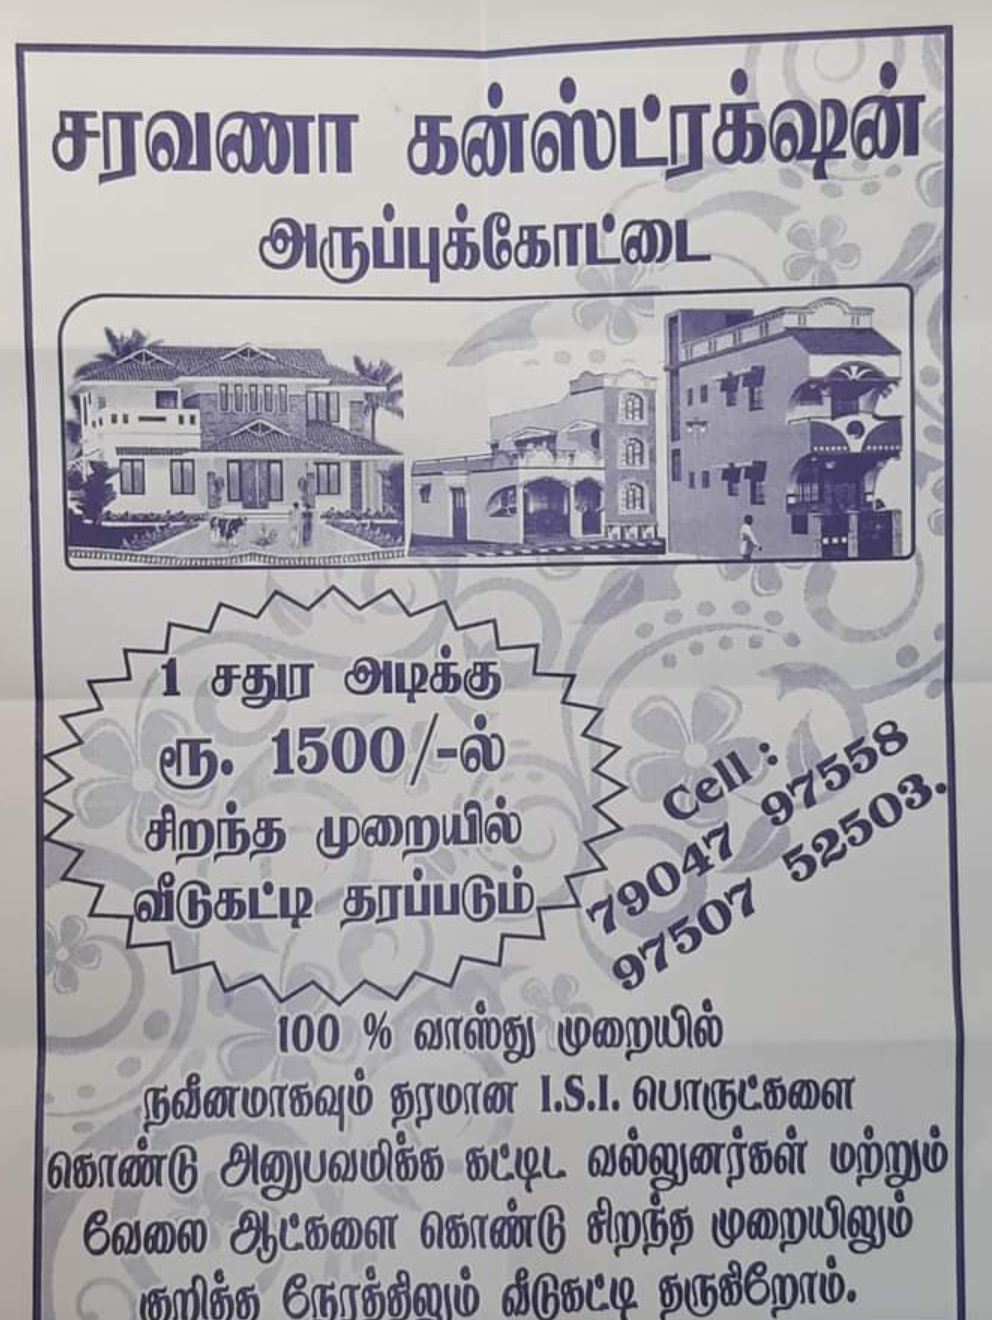 சரவணா கன்ஸ்ட்ரக்ஷன்
அருப்புக்கோட்டை
1 சதுர அடிக்கு
ரூ. 1500/-ல்
சிறந்த முறையில்
வீடுகட்டி தரப்படும்
Cell :
79047 97558
97507 52503.
100 % வாஸ்து முறையில்
நவீனமாகவும் தரமான I.S.I. பொருட்களை
கொண்டு அனுபவமிக்க கட்டிட வல்லுனர்கள் மற்றும்
வேலை ஆட்களை கொண்டு சிறந்த முறையிலும்
குறித்த நேரத்திலும் வீடுகட்டி தருகிறோம்.